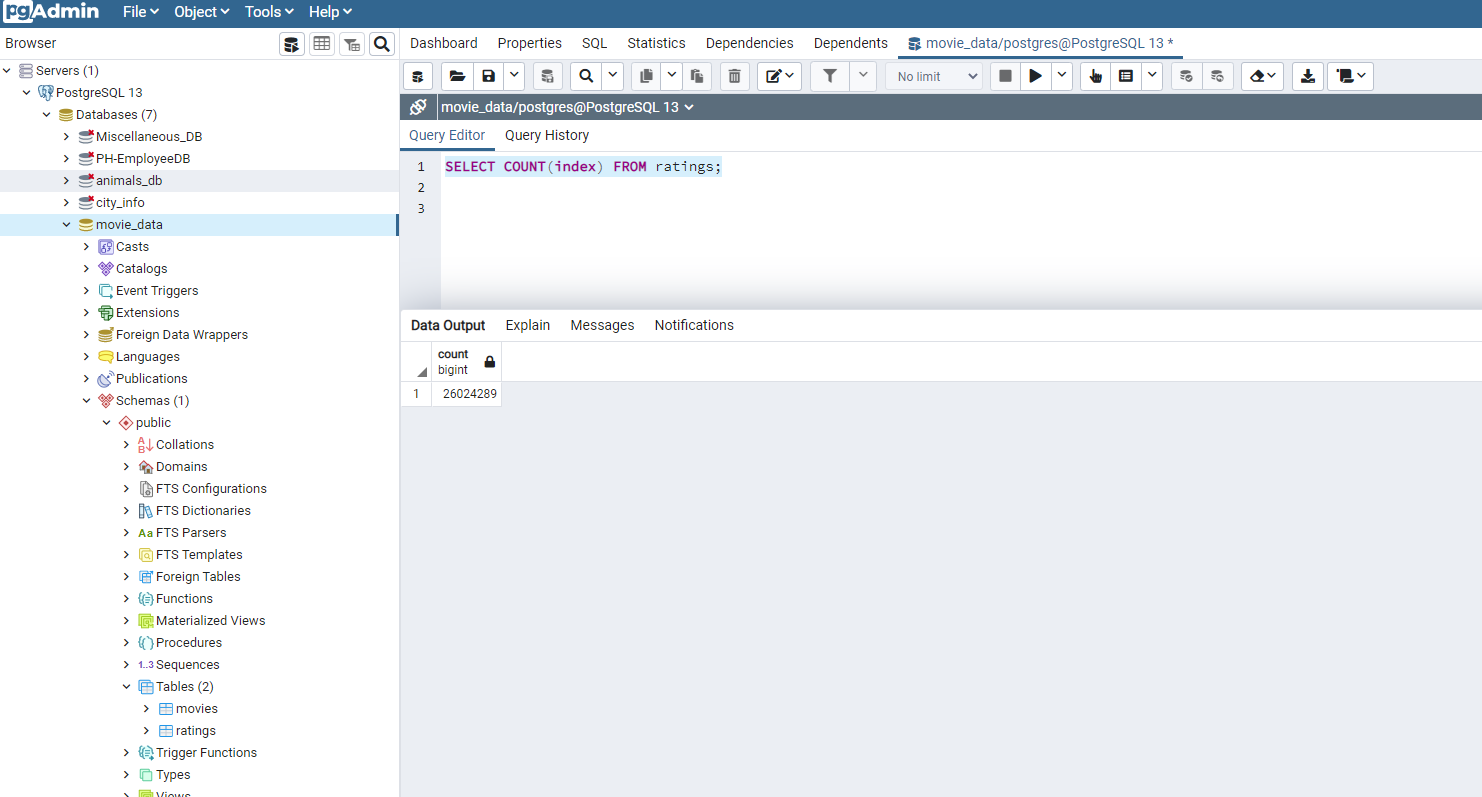 pgAdmin File Object Tools Help
Browser
Servers (1)
PostgreSQL 13
Databases (7)
Miscellaneous_DB
PH-EmployeeDB
animals_db
city_info
movie_data
Casts
Catalogs
Event Triggers
Extensions
Foreign Data Wrappers
Languages
Publications
Schemas (1)
public
Collations
Domains
FTS Configurations
FTS Dictionaries
Aa FTS Parsers
FTS Templates
Foreign Tables
Functions
Materialized Views
Procedures
1..3 Sequences
Tables (2)
movies
ratings
Trigger Functions
Types
Views
Dashboard Properties SQL Statistics Dependencies Dependents movie_data/postgres@PostgreSQL 13 *
No limit
movie_data/postgres@PostgreSQL 13
Query Editor Query History
1 SELECT COUNT(index) FROM ratings;
2
3
Data Output Explain Messages Notifications
count
bigint
1 26024289